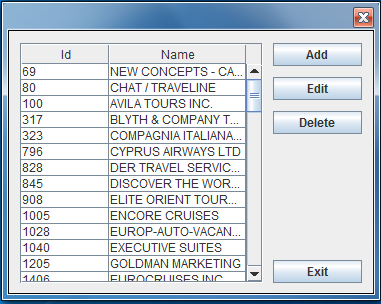 Id Name
69 NEW CONCEPTS - CA...
80 CHAT / TRAVELINE
100 AVILA TOURS INC.
317 BLYTH & COMPANY T...
323 COMPAGNIA ITALIANA...
796 CYPRUS AIRWAYS LTD
828 DER TRAVEL SERVIC...
845 DISCOVER THE WOR...
908 ELITE ORIENT TOUR...
1005 ENCORE CRUISES
1028 EUROP-AUTO-VACAN...
1040 EXECUTIVE SUITES
1205 GOLDMAN MARKETING
1406 EUROCRUISES INC
Add
Edit
Delete
Exit